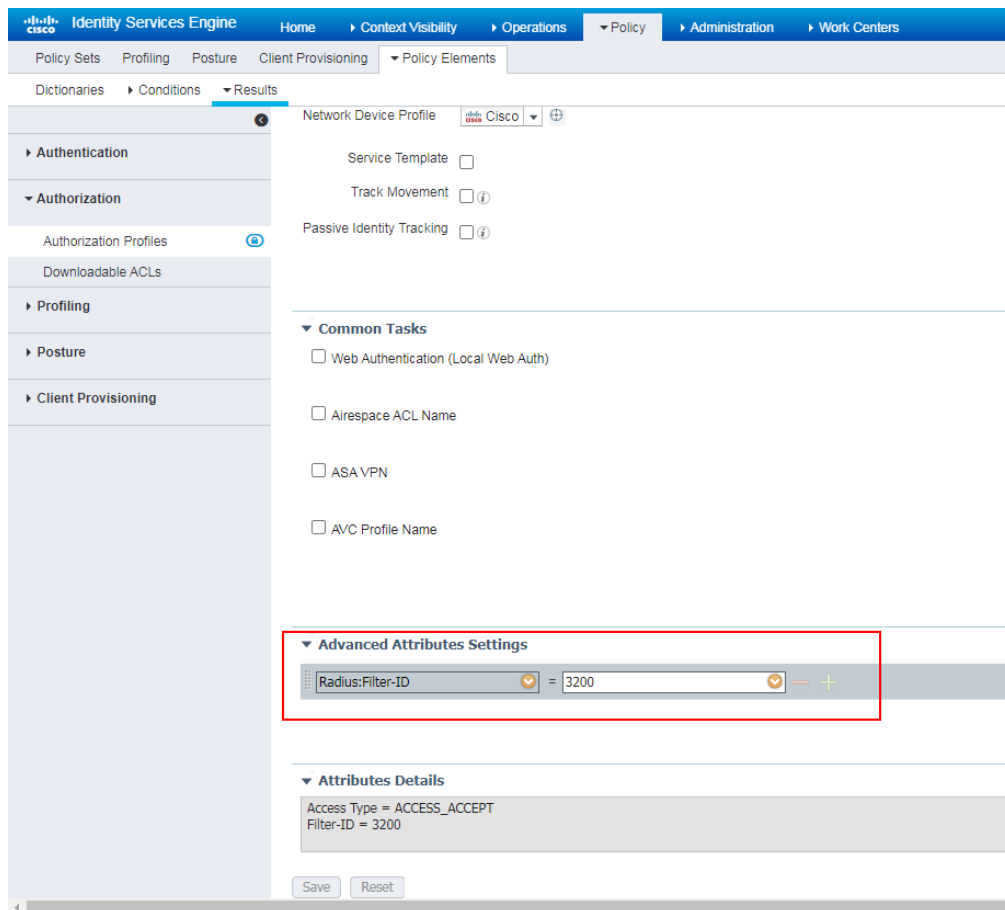 cisco Identity Services Engine Home Context Visibility Operations Policy Administration Work Centers
Policy Sets Profiling Posture Client Provisioning Policy Elements
Dictionaries Conditions Results
Authentication
Authorization
Authorization Profiles
Downloadable ACLs
Profiling
Posture
Client Provisioning
Network Device Profile cisco Cisco
Service Template
Track Movement i
Passive Identity Tracking i
Common Tasks
Web Authentication (Local Web Auth)
Airespace ACL Name
ASA VPN
AVC Profile Name
Advanced Attributes Settings
Radius:Filter-ID = 3200
Attributes Details
Access Type = ACCESS_ACCEPT
Filter-ID = 3200
Save Reset